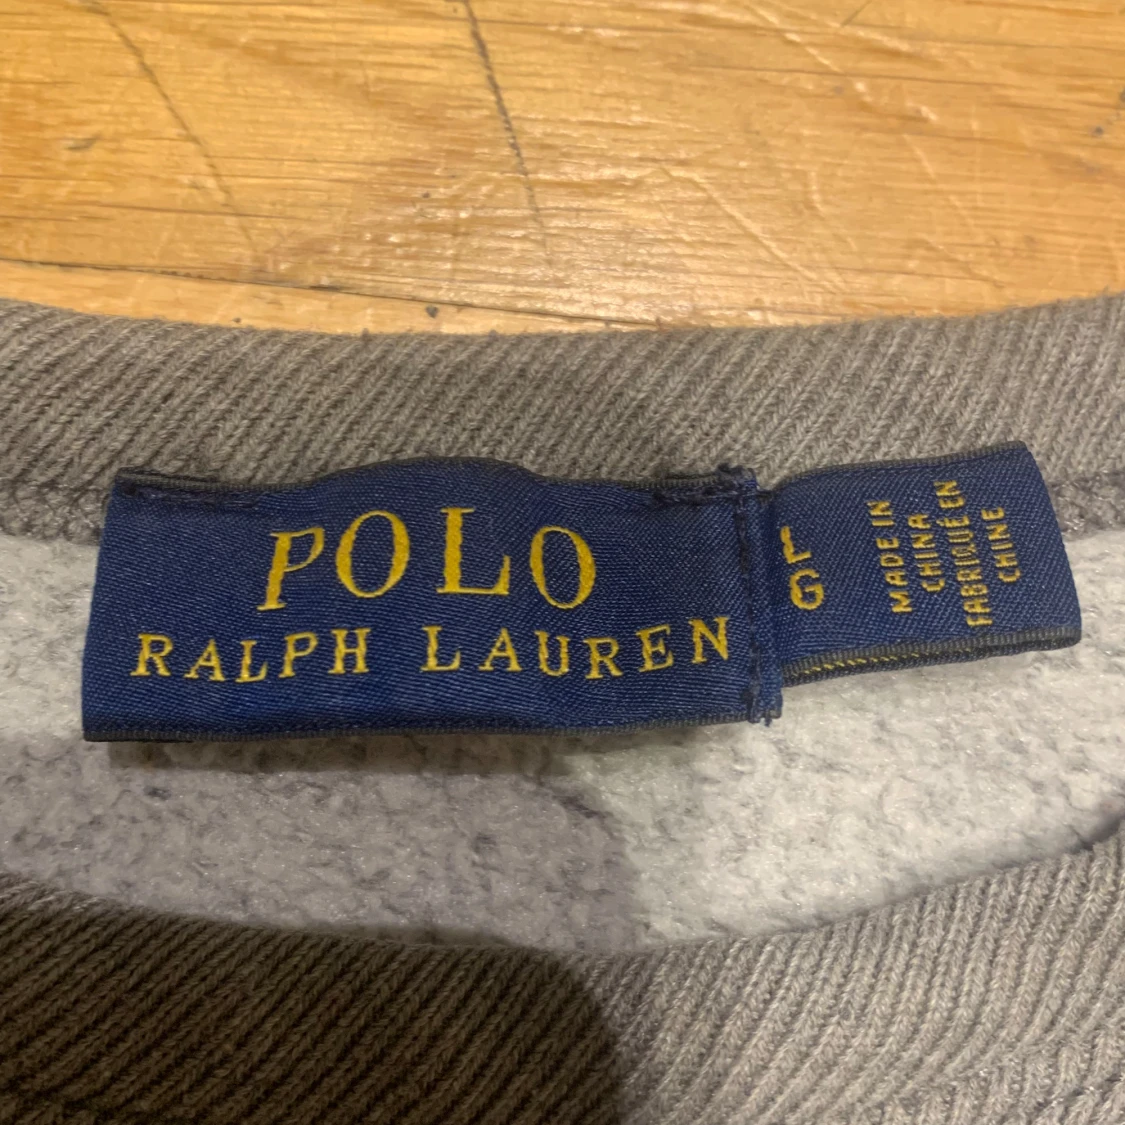 POLO
RALPH LAUREN
L
G
MADE IN
CHINA
FABRIQUÉ EN
CHINE